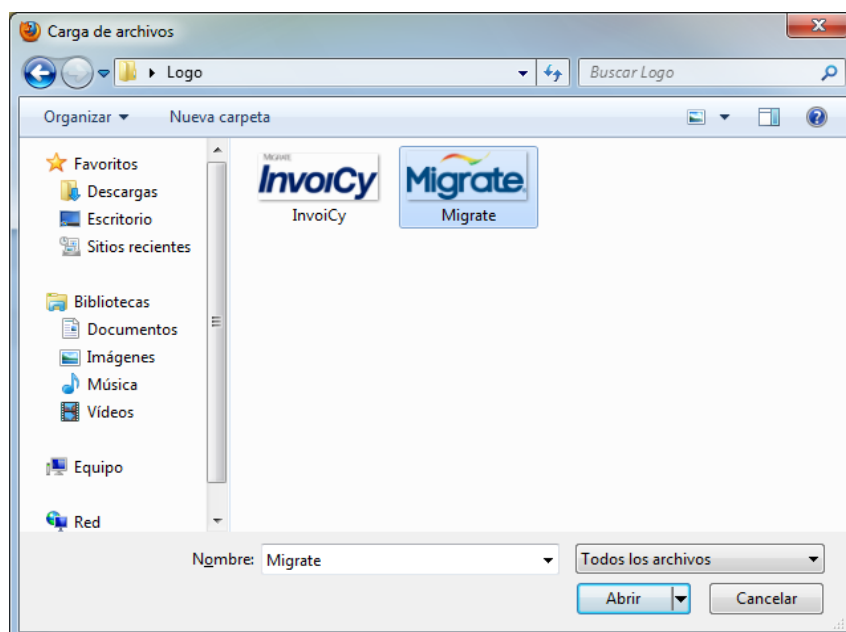 Carga de archivos
Logo
Buscar Logo
Organizar
Nueva carpeta
Favoritos
Descargas
Escritorio
Sitios recientes
Bibliotecas
Documentos
Imágenes
Música
Vídeos
Equipo
Red
MIGRATE
InvoiCy
InvoiCy
Migrate
Migrate
Nombre: Migrate
Todos los archivos
Abrir
Cancelar